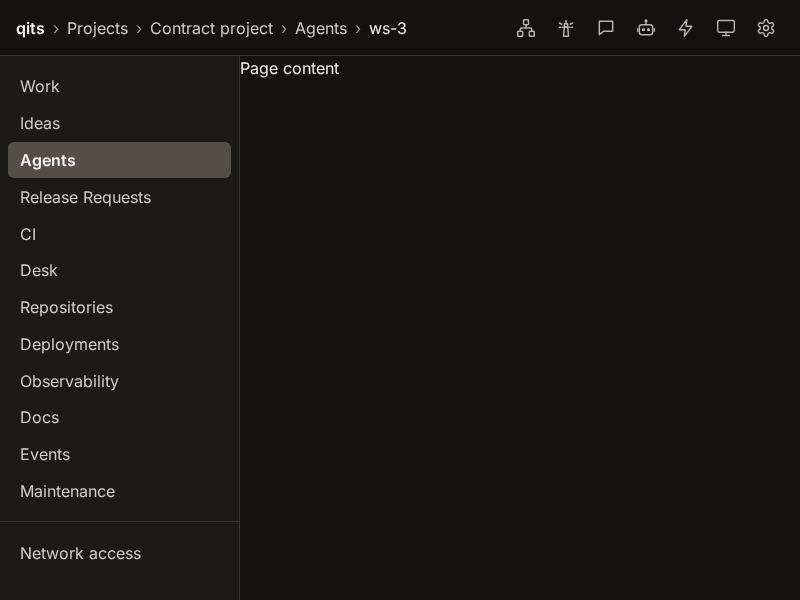 qits › Projects › Contract project › Agents › ws-3
Work
Ideas
Agents
Release Requests
CI
Desk
Repositories
Deployments
Observability
Docs
Events
Maintenance
Network access
Page content